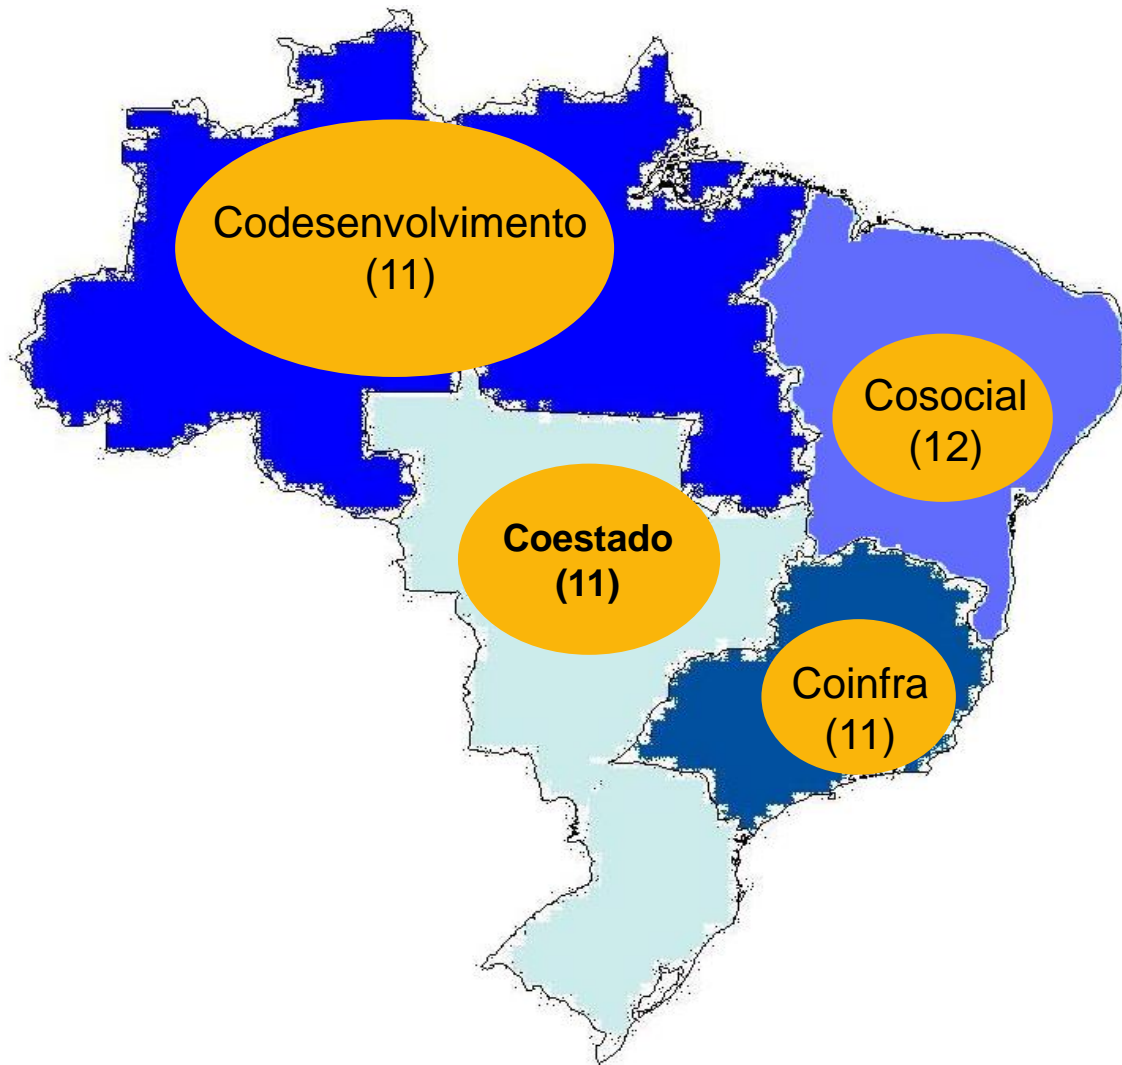 Codesenvolvimento
(11)
Cosocial
(12)
Coestado
(11)
Coinfra
(11)